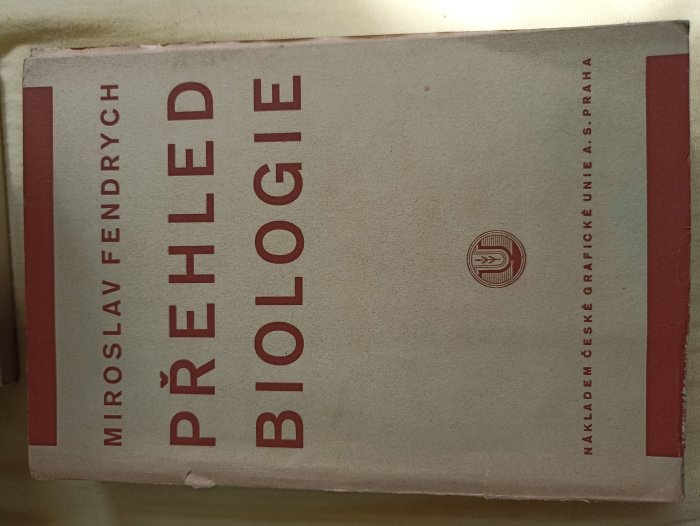 MIROSLAV FENDRYCH
PŘEHLED
BIOLOGIE
U
NÁKLADEM ČESKÉ GRAFICKÉ UNIE A. S. PRAHA